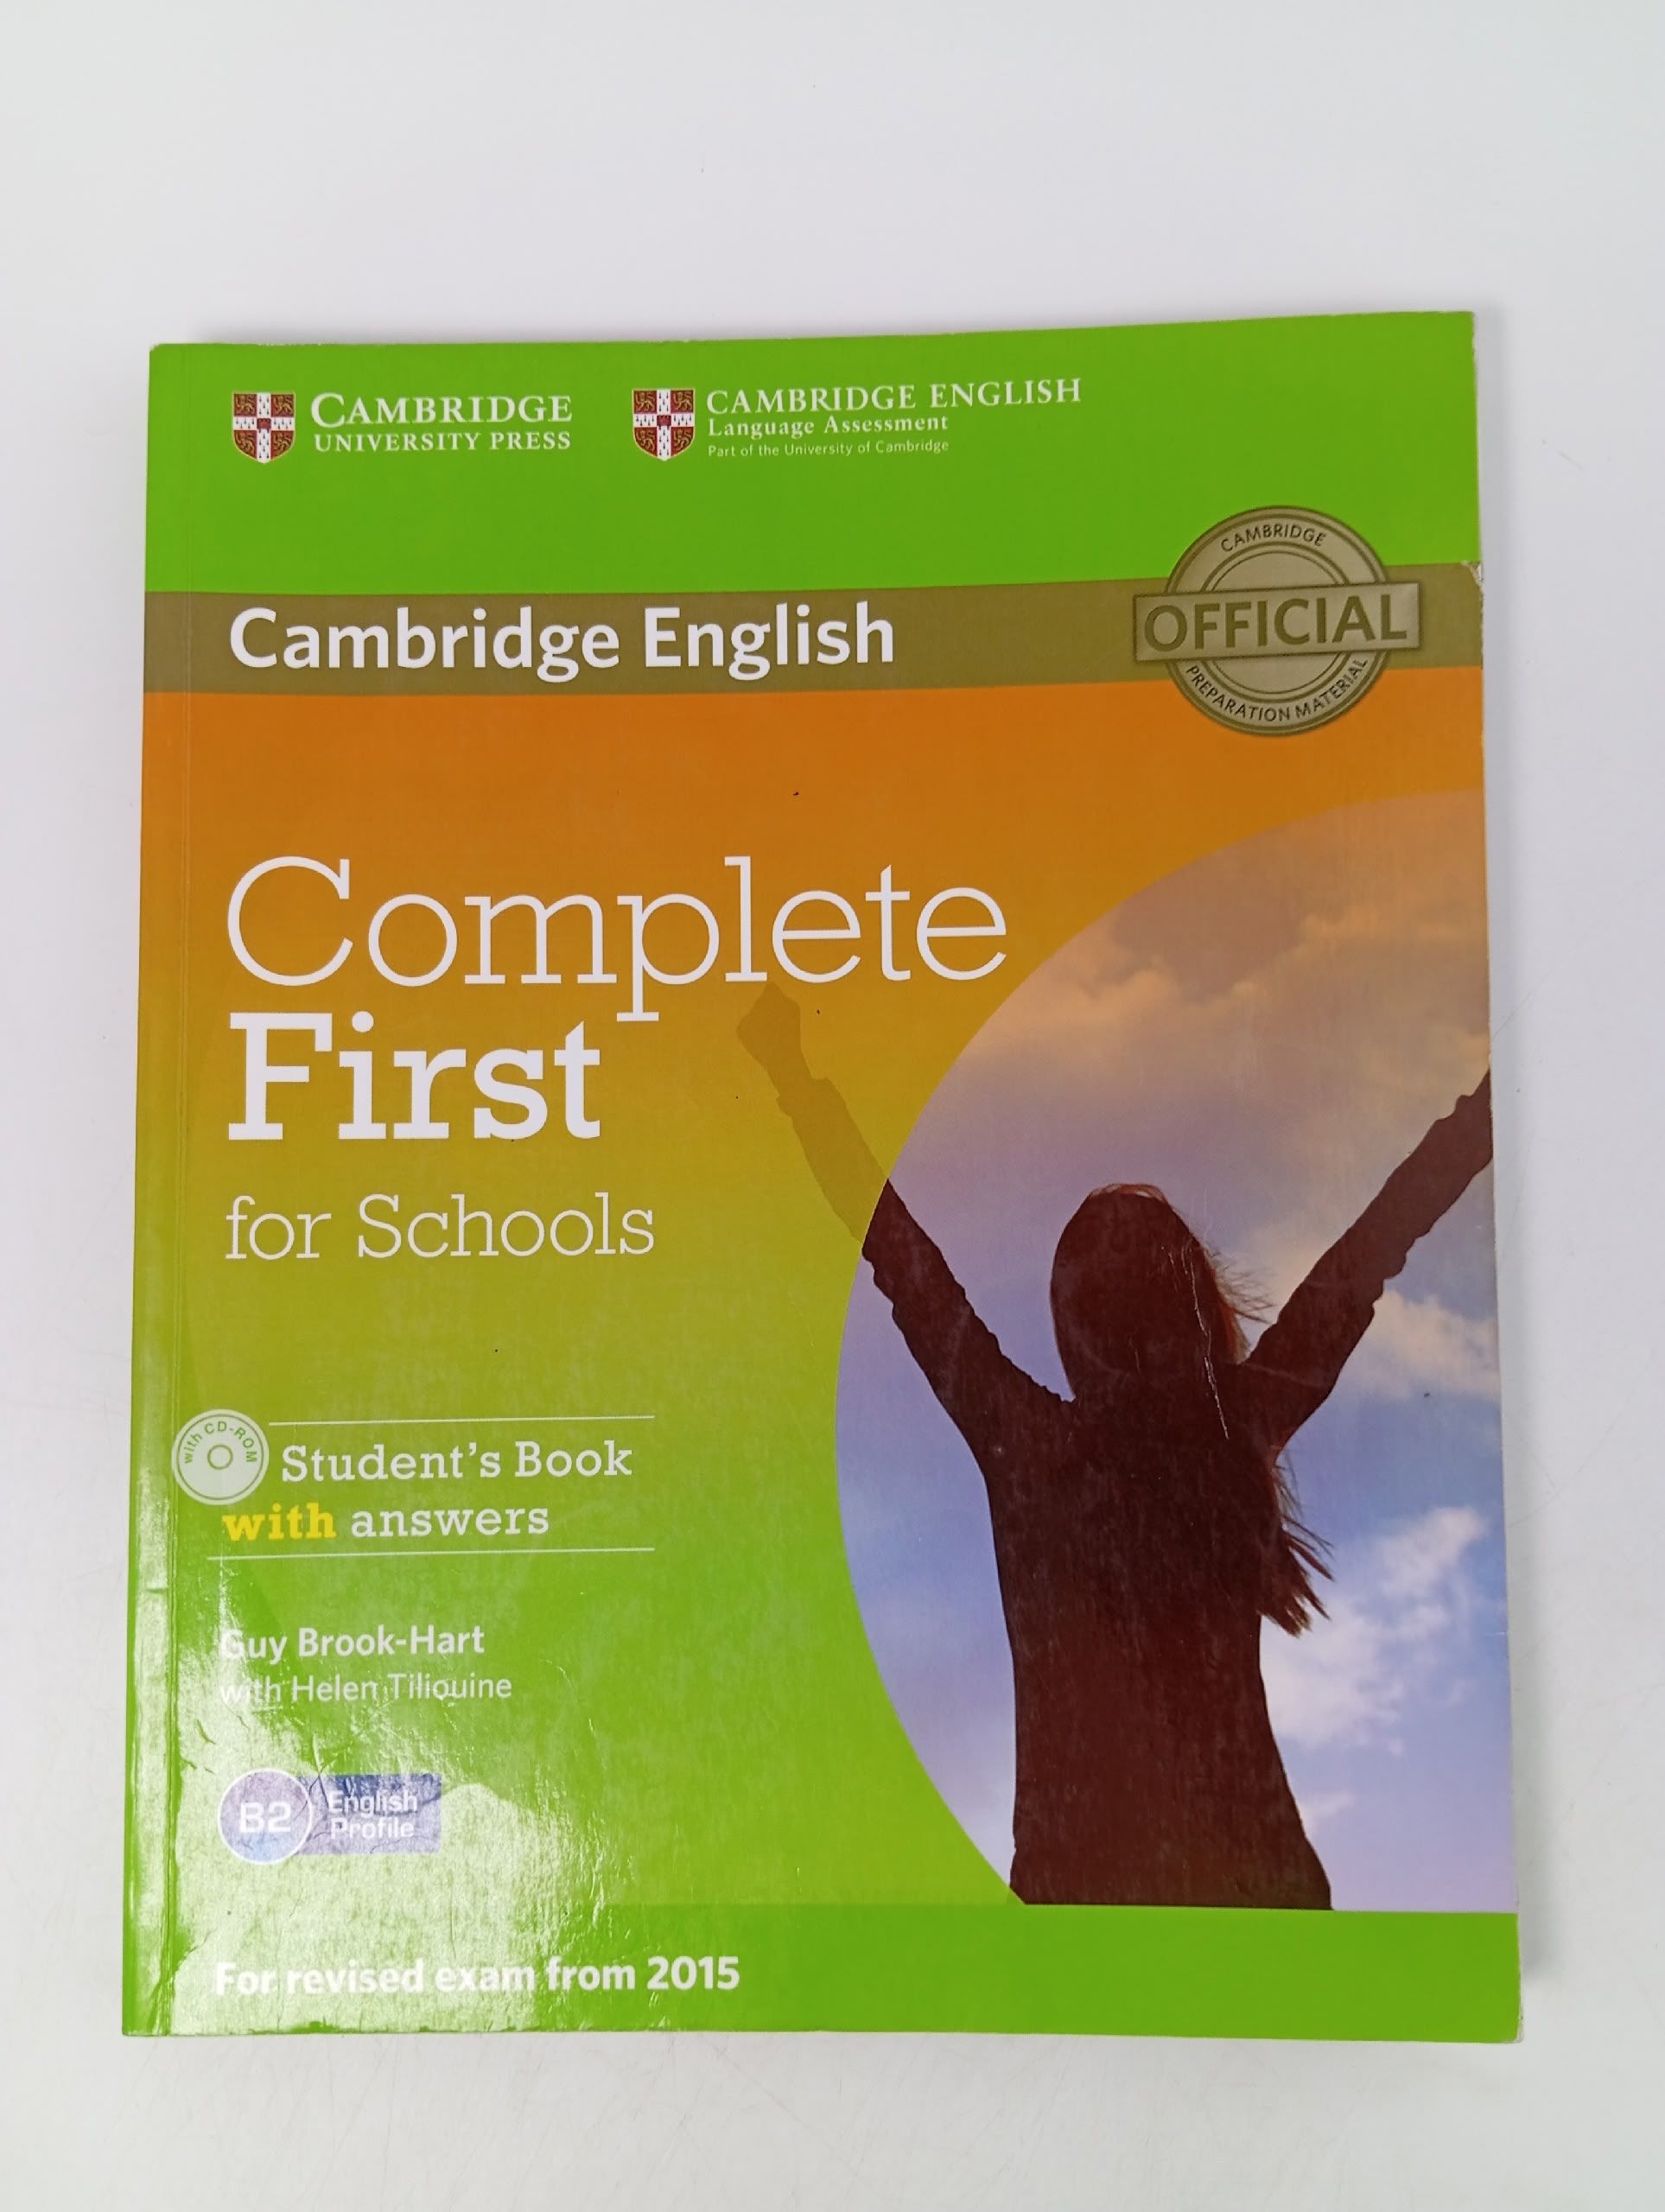 CAMBRIDGE
UNIVERSITY PRESS
CAMBRIDGE ENGLISH
Language Assessment
Part of the University of Cambridge
CAMBRIDGE
OFFICIAL
PREPARATION MATERIAL
Cambridge English
Complete
First
for Schools
with CD-ROM
Student's Book
with answers
Guy Brook-Hart
with Helen Tiliouine
B2
English
Profile
For revised exam from 2015